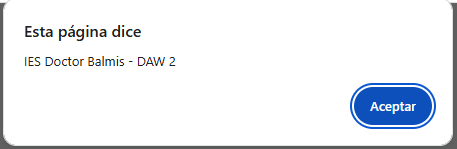 Esta página dice
IES Doctor Balmis - DAW 2
Aceptar